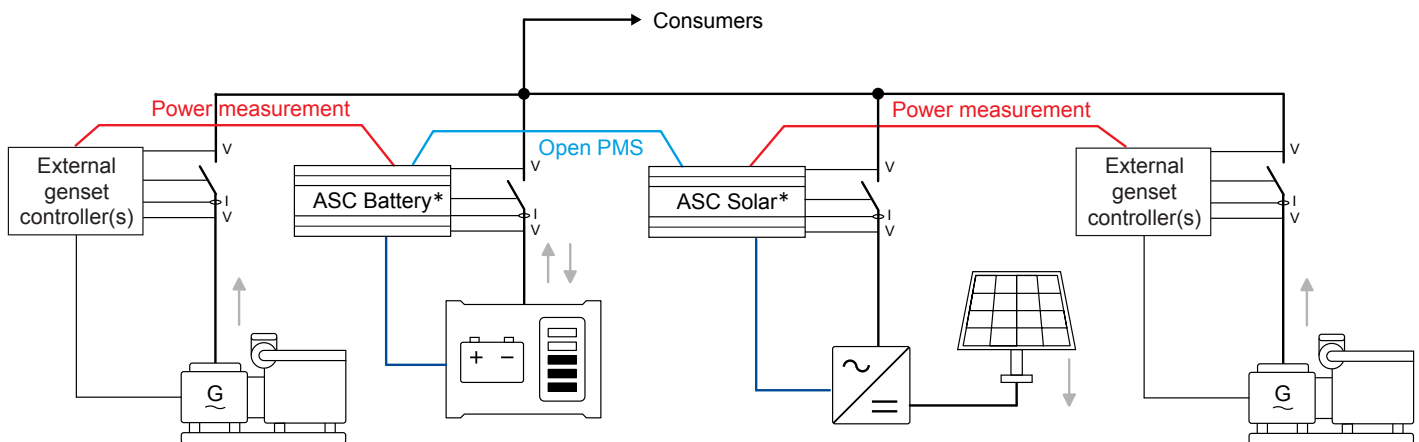 Consumers
Power measurement
Open PMS
Power measurement
External
genset
controller(s)
V
I
V
ASC Battery*
V
I
V
ASC Solar*
V
I
V
External
genset
controller(s)
V
I
V
G
+ −
G